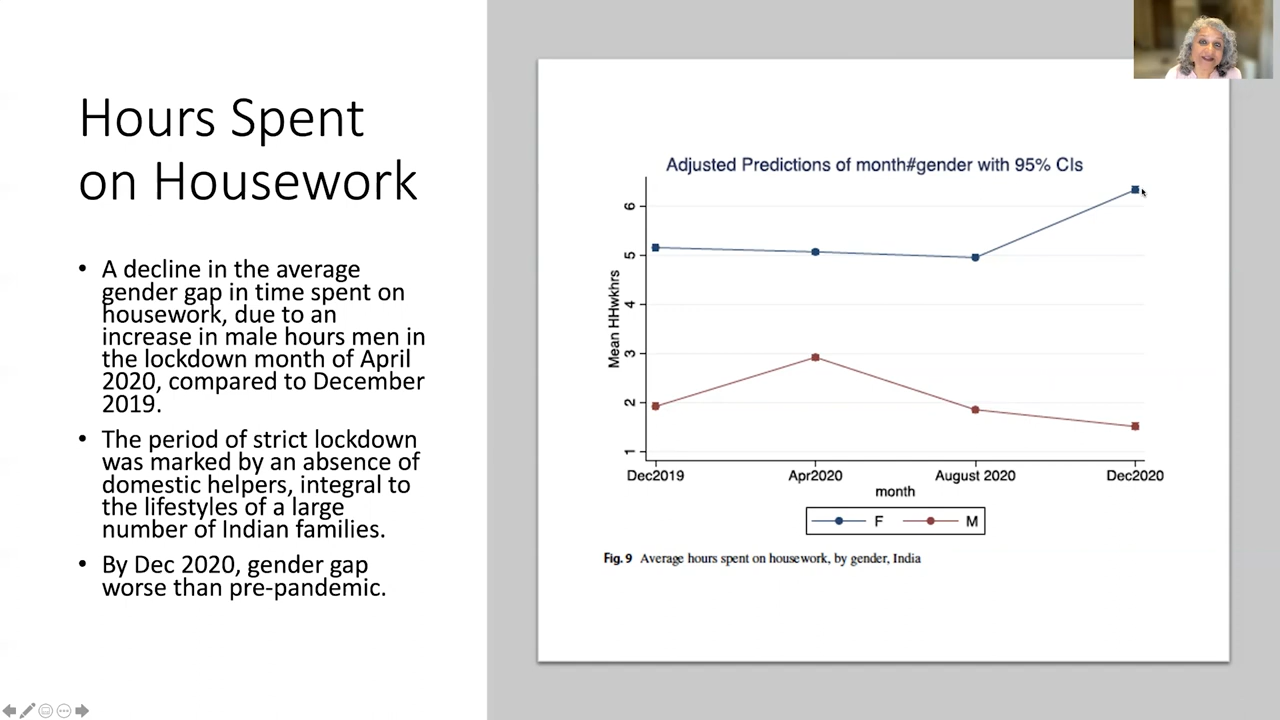 Hours Spent
on Housework
• A decline in the average
gender gap in time spent on
housework, due to an
increase in male hours men in
the lockdown month of April
2020, compared to December
2019.
• The period of strict lockdown
was marked by an absence of
domestic helpers, integral to
the lifestyles of a large
number of Indian families.
• By Dec 2020, gender gap
worse than pre-pandemic.
Adjusted Predictions of month#gender with 95% CIs
Mean HHwkhrs
6
5
4
3
2
1
Dec2019 Apr2020 August 2020 Dec2020
month
F M
Fig. 9 Average hours spent on housework, by gender, India